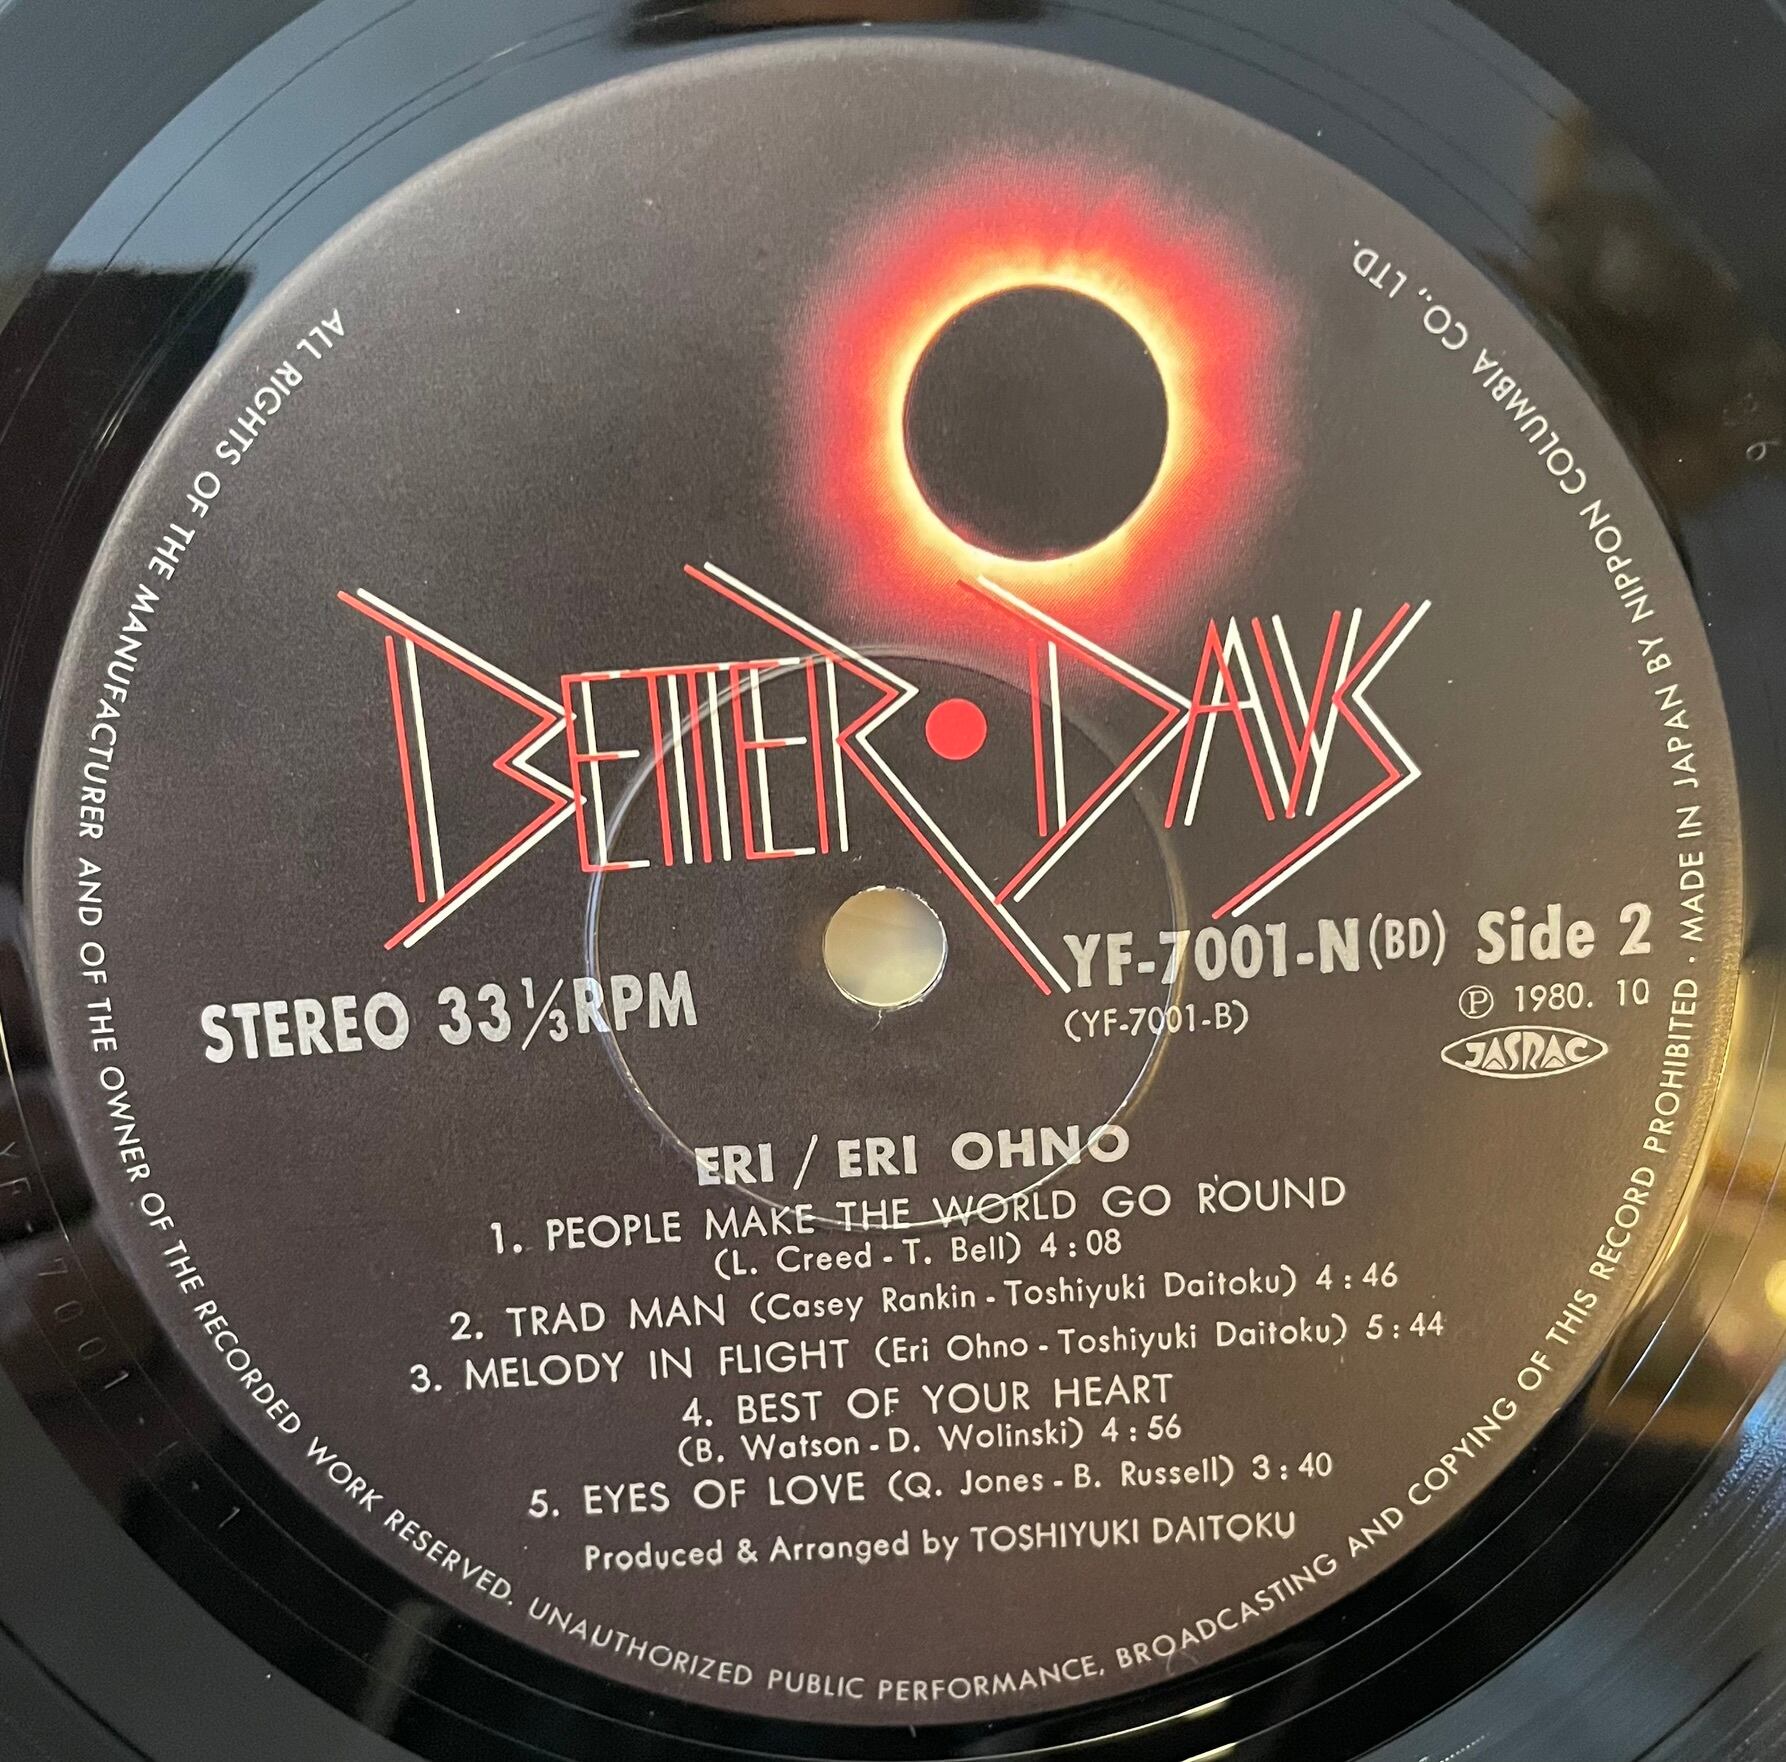 BETTER • DAYS
STEREO 33 1/3 RPM
YF-7001-N(BD) Side 2
(YF-7001-B)
Ⓟ 1980. 10
JASRAC
ERI / ERI OHNO
1. PEOPLE MAKE THE WORLD GO ROUND
(L. Creed - T. Bell) 4:08
2. TRAD MAN (Casey Rankin - Toshiyuki Daitoku) 4:46
3. MELODY IN FLIGHT (Eri Ohno - Toshiyuki Daitoku) 5:44
4. BEST OF YOUR HEART
(B. Watson - D. Wolinski) 4:56
5. EYES OF LOVE (Q. Jones - B. Russell) 3:40
Produced & Arranged by TOSHIYUKI DAITOKU
ALL RIGHTS OF THE MANUFACTURER AND OF THE OWNER OF THE RECORDED WORK RESERVED. UNAUTHORIZED PUBLIC PERFORMANCE, BROADCASTING AND COPYING OF THIS RECORD PROHIBITED · MADE IN JAPAN BY NIPPON COLUMBIA CO., LTD.